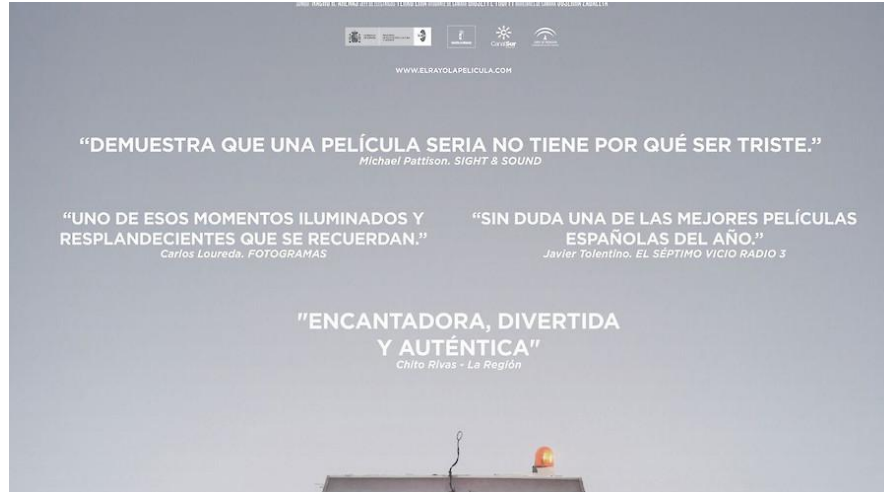 WWW.ELRAYOLAPELICULA.COM
“DEMUESTRA QUE UNA PELÍCULA SERIA NO TIENE POR QUÉ SER TRISTE.”
Michael Pattison. SIGHT & SOUND
“UNO DE ESOS MOMENTOS ILUMINADOS Y
RESPLANDECIENTES QUE SE RECUERDAN.”
Carlos Loureda. FOTOGRAMAS
“SIN DUDA UNA DE LAS MEJORES PELÍCULAS
ESPAÑOLAS DEL AÑO.”
Javier Tolentino. EL SÉPTIMO VICIO RADIO 3
"ENCANTADORA, DIVERTIDA
Y AUTÉNTICA"
Chito Rivas - La Región